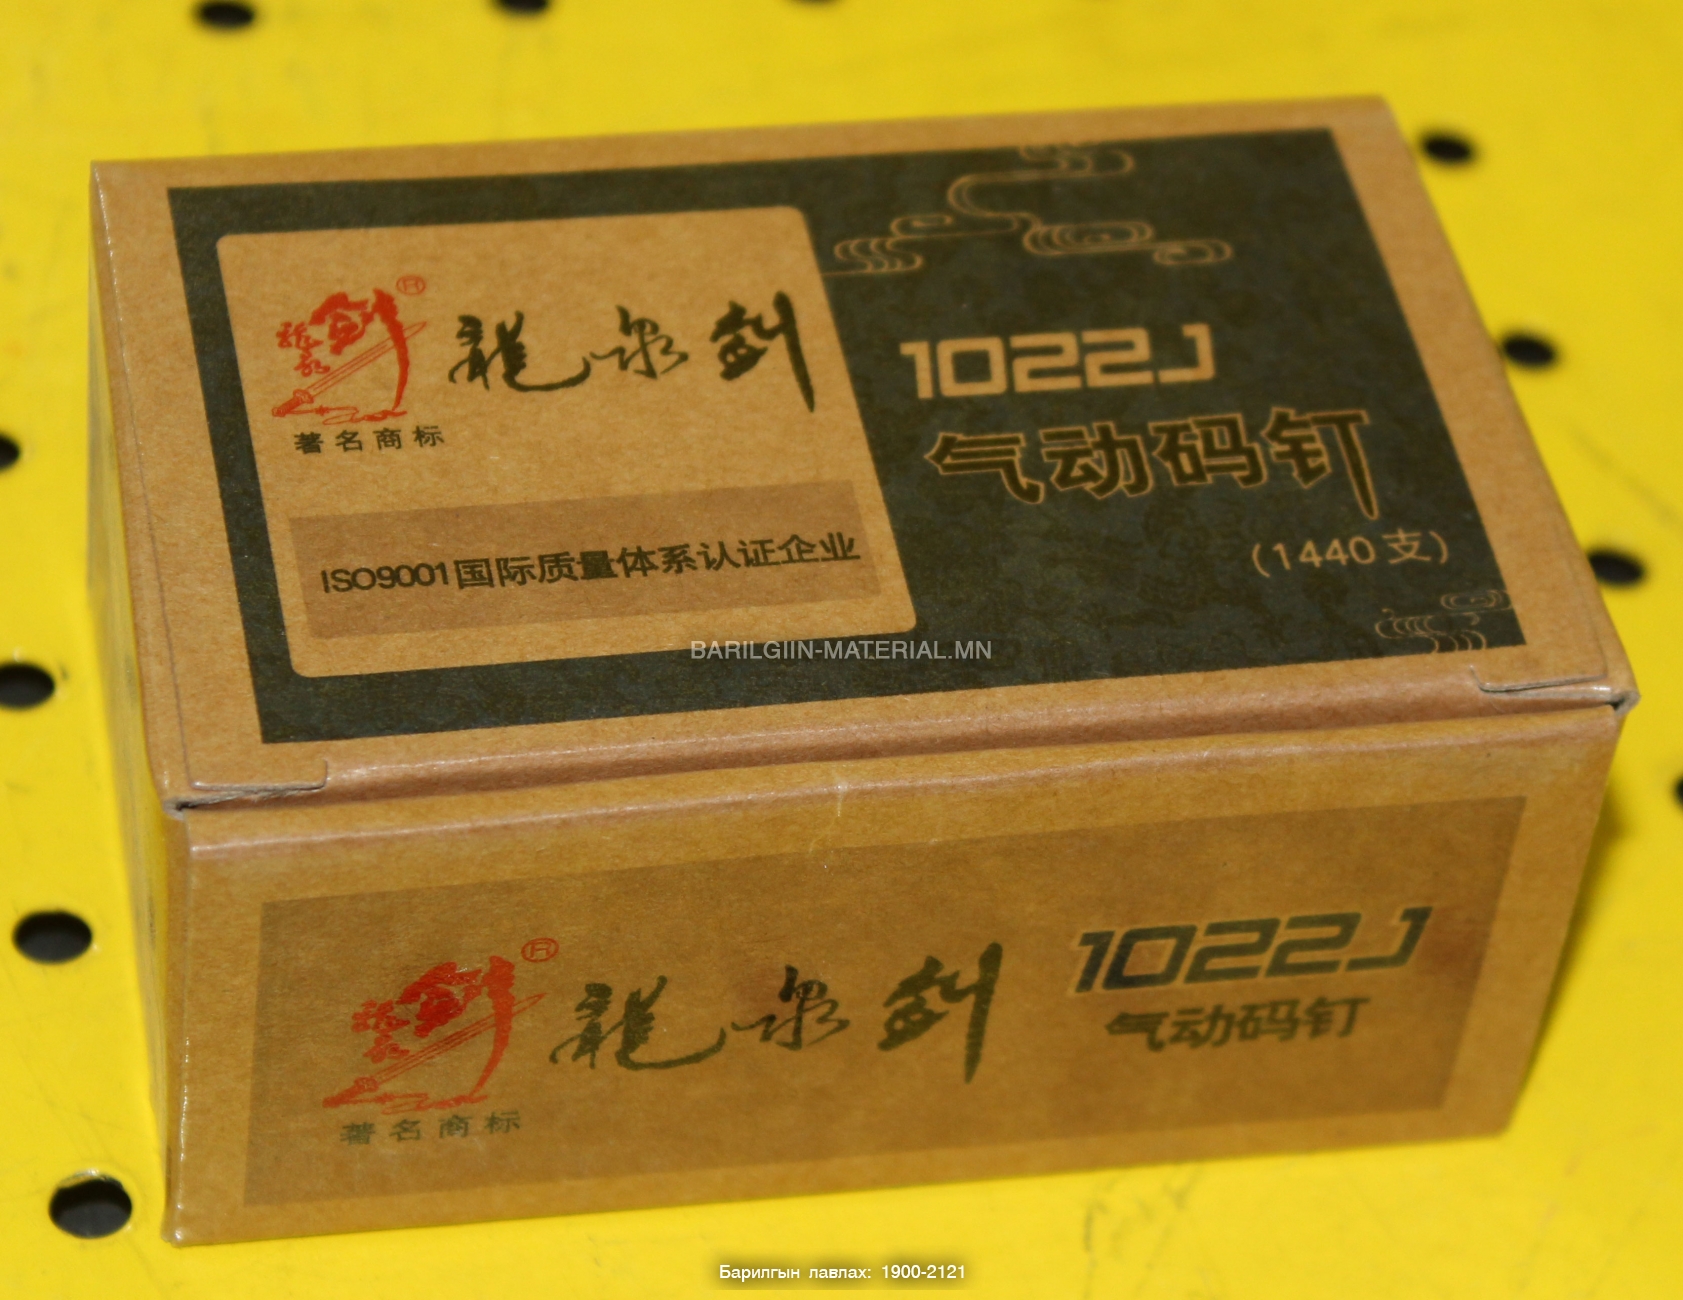 ®
龍泉剑
著名商标
ISO9001国际质量体系认证企业
1022J
气动码钉
(1440支)
BARILGIIN-MATERIAL.MN
®
龍泉剑
著名商标
1022J
气动码钉
Барилгын лавлах: 1900-2121